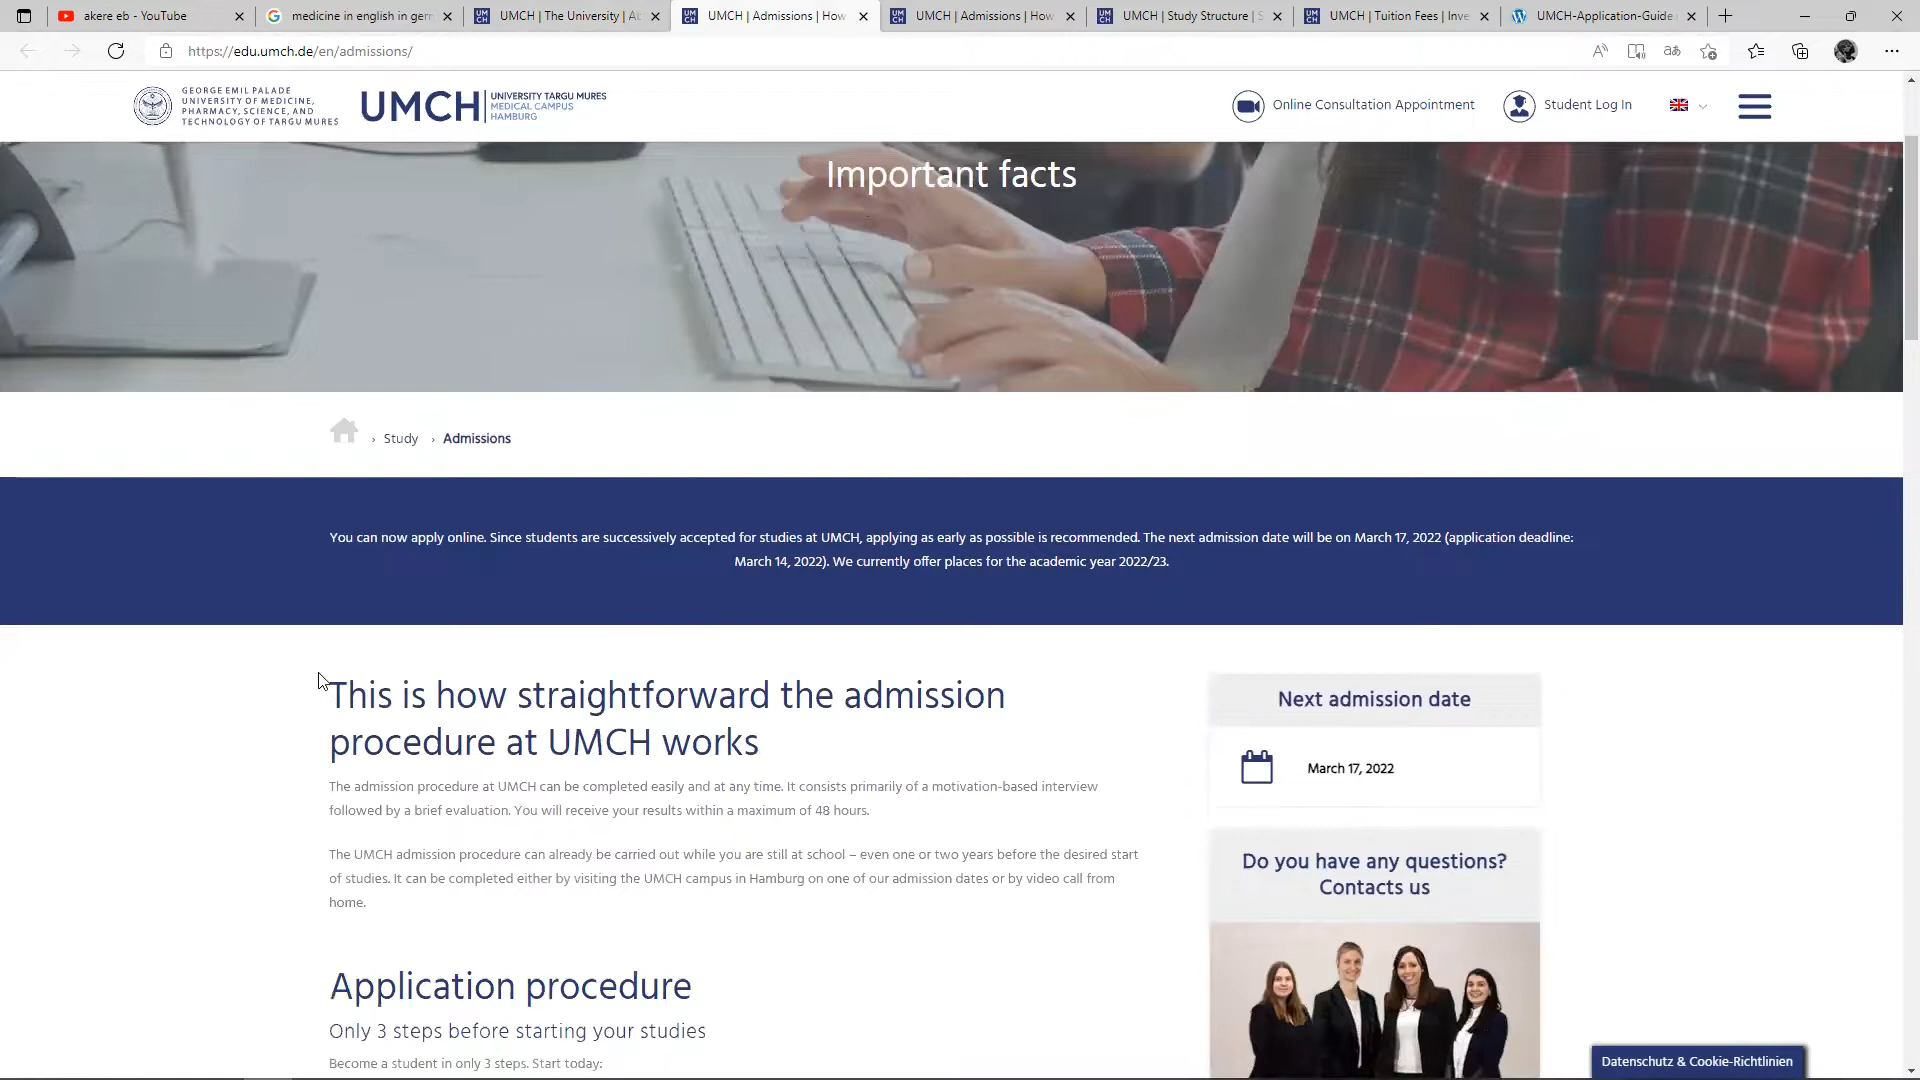 akere eb - YouTube
medicine in english in gern
UMCH | The University | Ab
UMCH | Admissions | How
UMCH | Admissions | How
UMCH | Study Structure | S
UMCH | Tuition Fees | Inve
UMCH-Application-Guide
https://edu.umch.de/en/admissions/
GEORGE EMIL PALADE
UNIVERSITY OF MEDICINE,
PHARMACY, SCIENCE, AND
TECHNOLOGY OF TARGU MURES
UMCH
UNIVERSITY TARGU MURES
MEDICAL CAMPUS
HAMBURG
Online Consultation Appointment
Student Log In
Important facts
› Study › Admissions
You can now apply online. Since students are successively accepted for studies at UMCH, applying as early as possible is recommended. The next admission date will be on March 17, 2022 (application deadline:
March 14, 2022). We currently offer places for the academic year 2022/23.
This is how straightforward the admission
procedure at UMCH works
The admission procedure at UMCH can be completed easily and at any time. It consists primarily of a motivation-based interview
followed by a brief evaluation. You will receive your results within a maximum of 48 hours.
The UMCH admission procedure can already be carried out while you are still at school – even one or two years before the desired start
of studies. It can be completed either by visiting the UMCH campus in Hamburg on one of our admission dates or by video call from
home.
Application procedure
Only 3 steps before starting your studies
Become a student in only 3 steps. Start today:
Next admission date
March 17, 2022
Do you have any questions?
Contacts us
Datenschutz & Cookie-Richtlinien